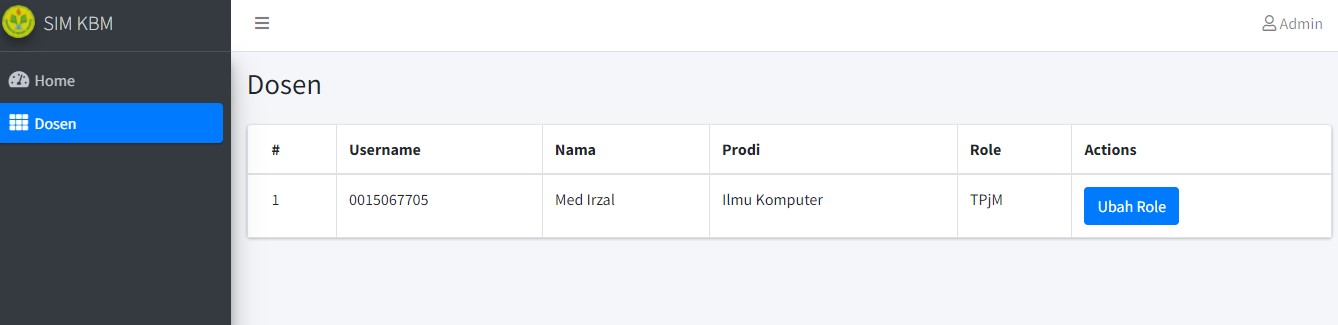 SIM KBM
Admin
Home
Dosen
Dosen
# Username Nama Prodi Role Actions
1 0015067705 Med Irzal Ilmu Komputer TPjM Ubah Role